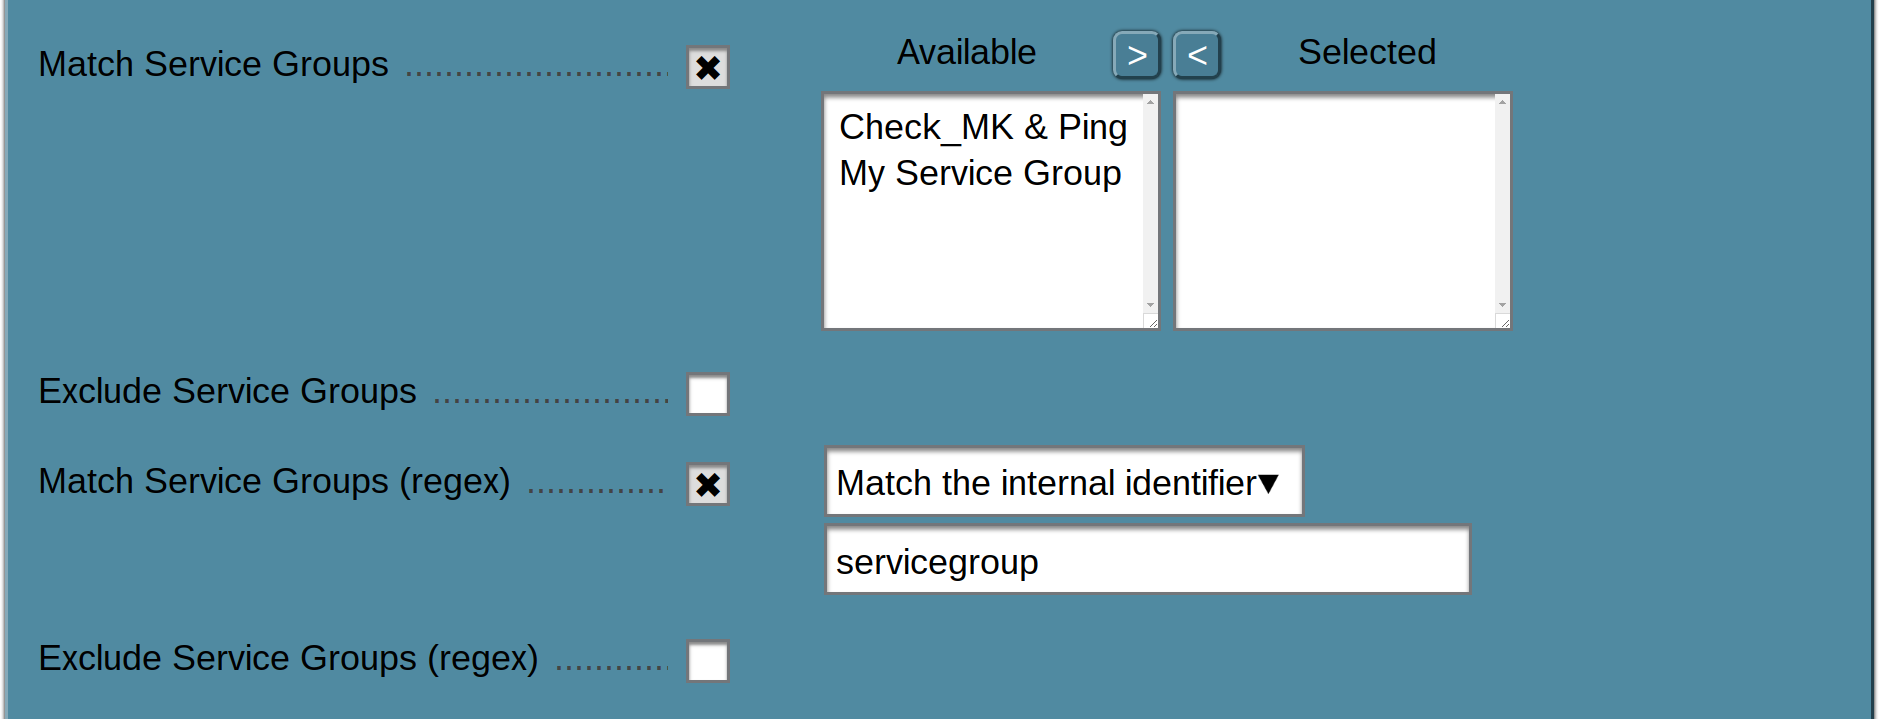 Match Service Groups
Available > < Selected
Check_MK & Ping
My Service Group
Exclude Service Groups
Match Service Groups (regex)
Match the internal identifier
servicegroup
Exclude Service Groups (regex)